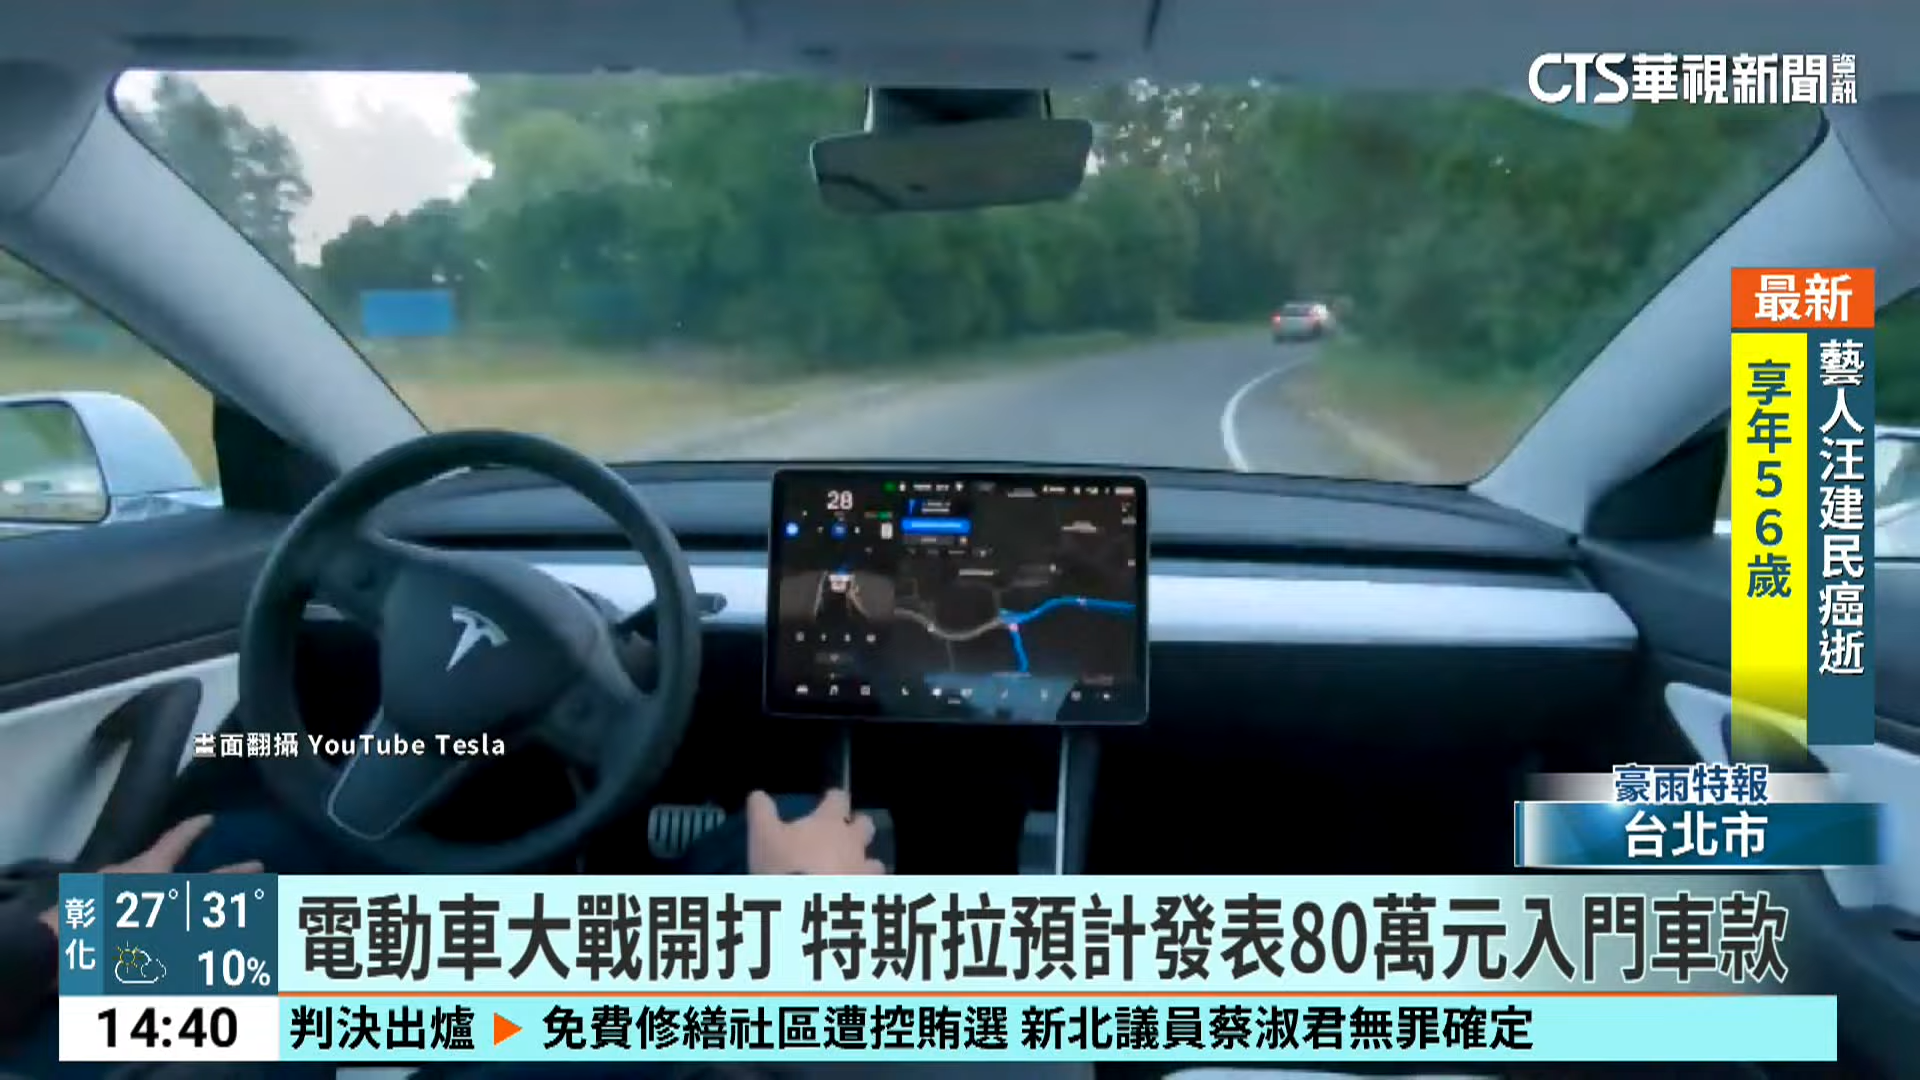 CTS華視新聞資訊
最新
藝人汪建民癌逝
享年56歲
28
畫面翻攝 YouTube Tesla
豪雨特報
台北市
彰化
27° 31°
10%
電動車大戰開打 特斯拉預計發表80萬元入門車款
14:40
判決出爐 ▶ 免費修繕社區遭控賄選 新北議員蔡淑君無罪確定